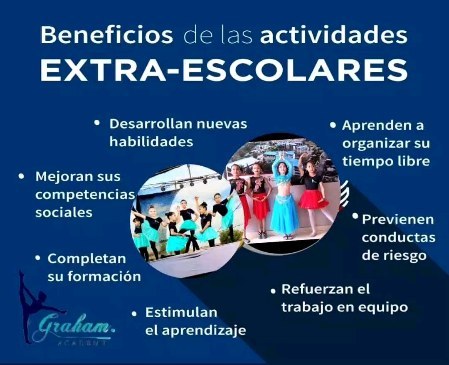 Beneficios de las actividades
EXTRA-ESCOLARES
• Desarrollan nuevas
habilidades
• Mejoran sus
competencias
sociales
• Completan
su formación
• Estimulan
el aprendizaje
• Aprenden a
organizar su
tiempo libre
• Previenen
conductas
de riesgo
• Refuerzan el
trabajo en equipo
Graham.
ACADEMY